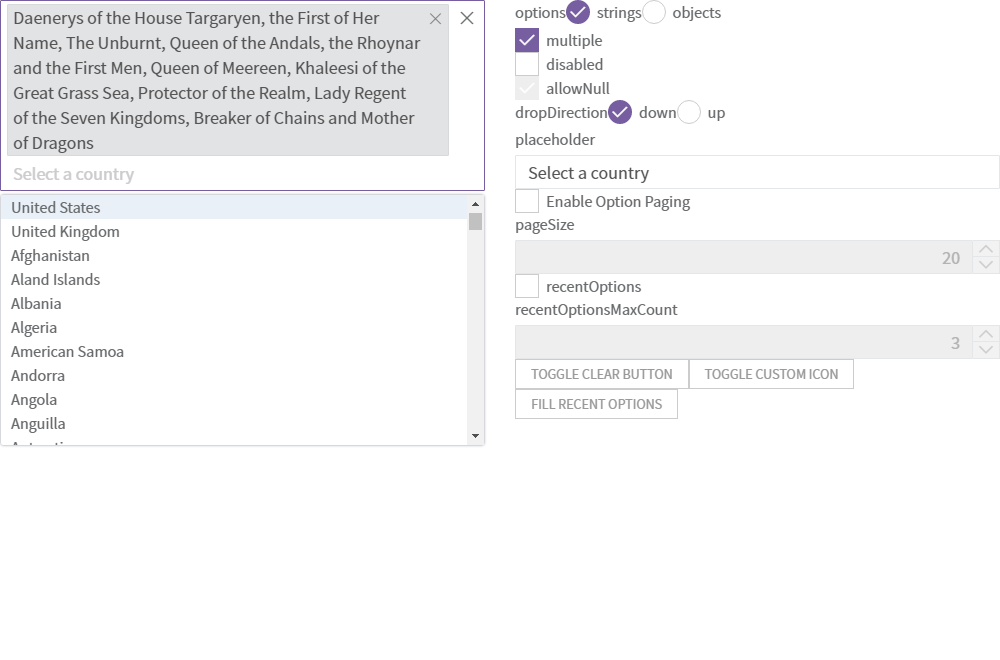 Daenerys of the House Targaryen, the First of Her
Name, The Unburnt, Queen of the Andals, the Rhoynar
and the First Men, Queen of Meereen, Khaleesi of the
Great Grass Sea, Protector of the Realm, Lady Regent
of the Seven Kingdoms, Breaker of Chains and Mother
of Dragons
Select a country
United States
United Kingdom
Afghanistan
Aland Islands
Albania
Algeria
American Samoa
Andorra
Angola
Anguilla
options strings objects
multiple
disabled
allowNull
dropDirection down up
placeholder
Select a country
Enable Option Paging
pageSize
20
recentOptions
recentOptionsMaxCount
3
TOGGLE CLEAR BUTTON TOGGLE CUSTOM ICON
FILL RECENT OPTIONS